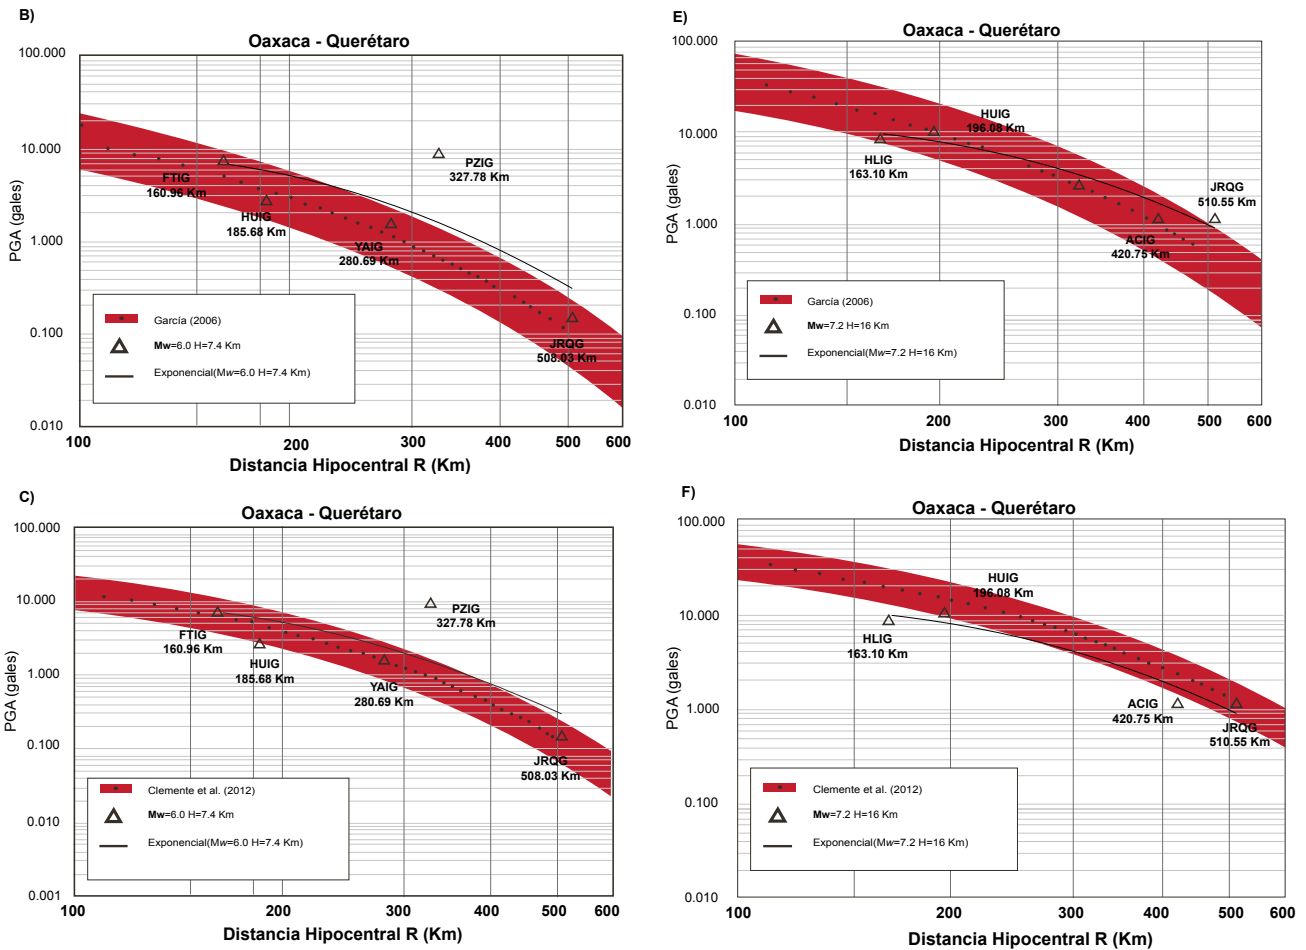 B)
Oaxaca - Querétaro
100.000
10.000
1.000
0.100
0.010
PGA (gales)
FTIG
160.96 Km
HUIG
185.68 Km
YAIG
280.69 Km
PZIG
327.78 Km
JRQG
508.03 Km
García (2006)
Mw=6.0 H=7.4 Km
Exponencial(Mw=6.0 H=7.4 Km)
100
200
300
400
500
600
Distancia Hipocentral R (Km)
E)
Oaxaca - Querétaro
100.000
10.000
1.000
0.100
0.010
PGA (gales)
HUIG
196.08 Km
HLIG
163.10 Km
JRQG
510.55 Km
ACIG
420.75 Km
García (2006)
Mw=7.2 H=16 Km
Exponencial(Mw=7.2 H=16 Km)
100
200
300
400
500
600
Distancia Hipocentral R (Km)
C)
Oaxaca - Querétaro
100.000
10.000
1.000
0.100
0.010
0.001
PGA (gales)
FTIG
160.96 Km
HUIG
185.68 Km
YAIG
280.69 Km
PZIG
327.78 Km
JRQG
508.03 Km
Clemente et al. (2012)
Mw=6.0 H=7.4 Km
Exponencial(Mw=6.0 H=7.4 Km)
100
200
300
400
500
600
Distancia Hipocentral R (Km)
F)
Oaxaca - Querétaro
100.000
10.000
1.000
0.100
0.010
PGA (gales)
HUIG
196.08 Km
HLIG
163.10 Km
ACIG
420.75 Km
JRQG
510.55 Km
Clemente et al. (2012)
Mw=7.2 H=16 Km
Exponencial(Mw=7.2 H=16 Km)
100
200
300
400
500
600
Distancia Hipocentral R (Km)